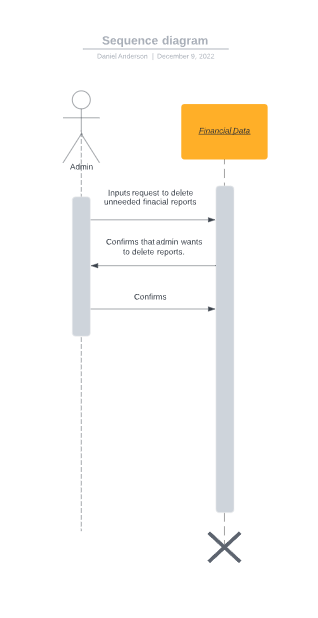 Sequence diagram
Daniel Anderson | December 9, 2022
Financial Data
Admin
Inputs request to delete
unneeded finacial reports
Confirms that admin wants
to delete reports.
Confirms